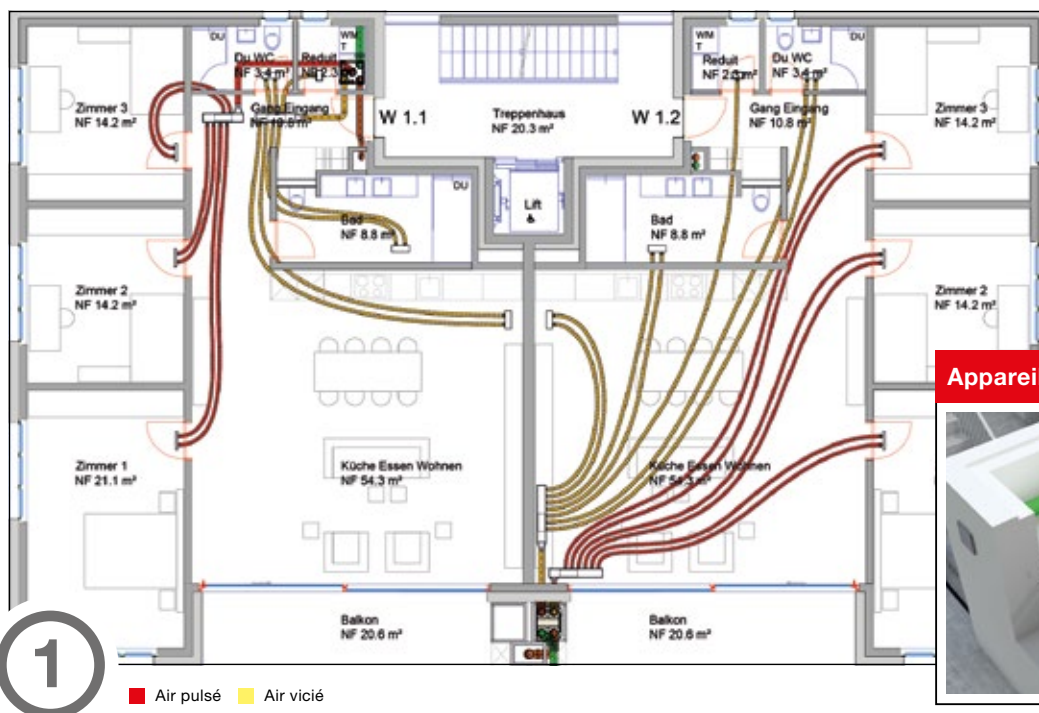 DU
Du WC
NF 3.4 m²
Reduit
NF 2.3
WM
T
Zimmer 3
NF 14.2 m²
Gang Eingang
NF 10.8 m²
W 1.1
Treppenhaus
NF 20.3 m²
W 1.2
WM
T
Reduit
NF 2.3 m²
Du WC
NF 3.4 m²
DU
Gang Eingang
NF 10.8 m²
Zimmer 3
NF 14.2 m²
DU
Lift
Bad
NF 8.8 m²
Bad
NF 8.8 m²
Zimmer 2
NF 14.2 m²
Zimmer 2
NF 14.2 m²
Appareil
Zimmer 1
NF 21.1 m²
Küche Essen Wohnen
NF 54.3 m²
Küche Essen Wohnen
NF 54.3 m²
Balkon
NF 20.6 m²
Balkon
NF 20.6 m²
1
Air pulsé
Air vicié